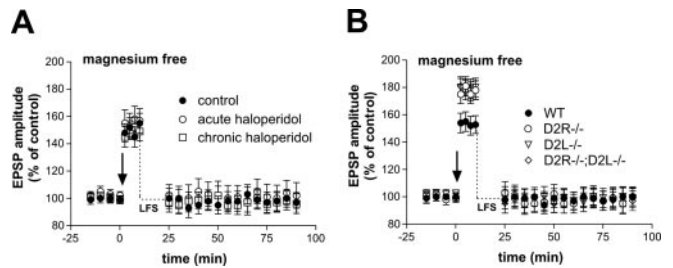 A
magnesium free
EPSP amplitude
(% of control)
200
180
160
140
120
100
80
control
acute haloperidol
chronic haloperidol
LFS
-25
0
25
50
75
100
time (min)
B
magnesium free
EPSP amplitude
(% of control)
200
180
160
140
120
100
80
WT
D2R-/-
D2L-/-
D2R-/-;D2L-/-
LFS
-25
0
25
50
75
100
time (min)